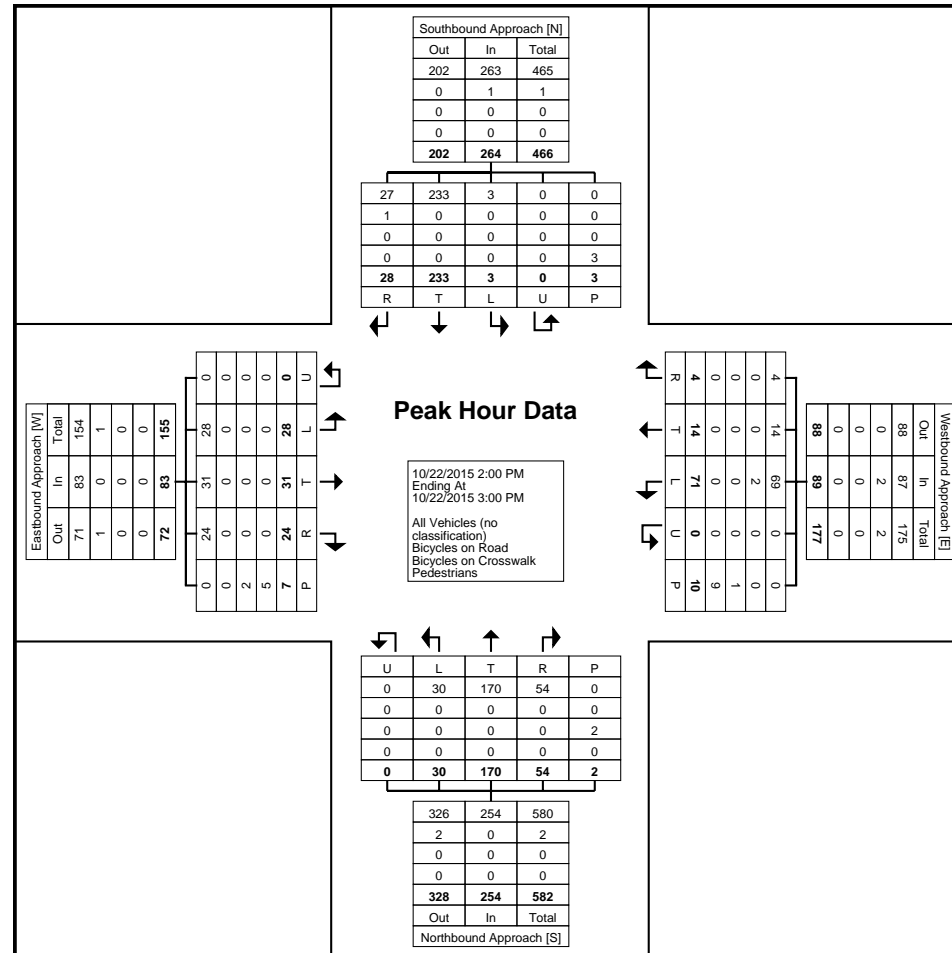 Southbound Approach [N]
Out In Total
202 263 465
0 1 1
0 0 0
0 0 0
202 264 466
27 233 3 0 0
1 0 0 0 0
0 0 0 0 0
0 0 0 0 3
28 233 3 0 3
R T L U P
Eastbound Approach [W]
Total In Out
154 83 71
1 0 1
0 0 0
0 0 0
155 83 72
0 28 31 24 0
0 0 0 0 0
0 0 0 0 2
0 0 0 0 5
0 28 31 24 7
U L T R P
Peak Hour Data
10/22/2015 2:00 PM
Ending At
10/22/2015 3:00 PM
All Vehicles (no
classification)
Bicycles on Road
Bicycles on Crosswalk
Pedestrians
R T L U P
4 14 71 0 10
0 0 0 0 9
0 0 0 0 1
0 0 2 0 0
4 14 69 0 0
Westbound Approach [E]
Out In Total
88 87 175
0 2 2
0 0 0
0 0 0
88 89 177
U L T R P
0 30 170 54 0
0 0 0 0 0
0 0 0 0 2
0 0 0 0 0
0 30 170 54 2
326 254 580
2 0 2
0 0 0
0 0 0
328 254 582
Out In Total
Northbound Approach [S]